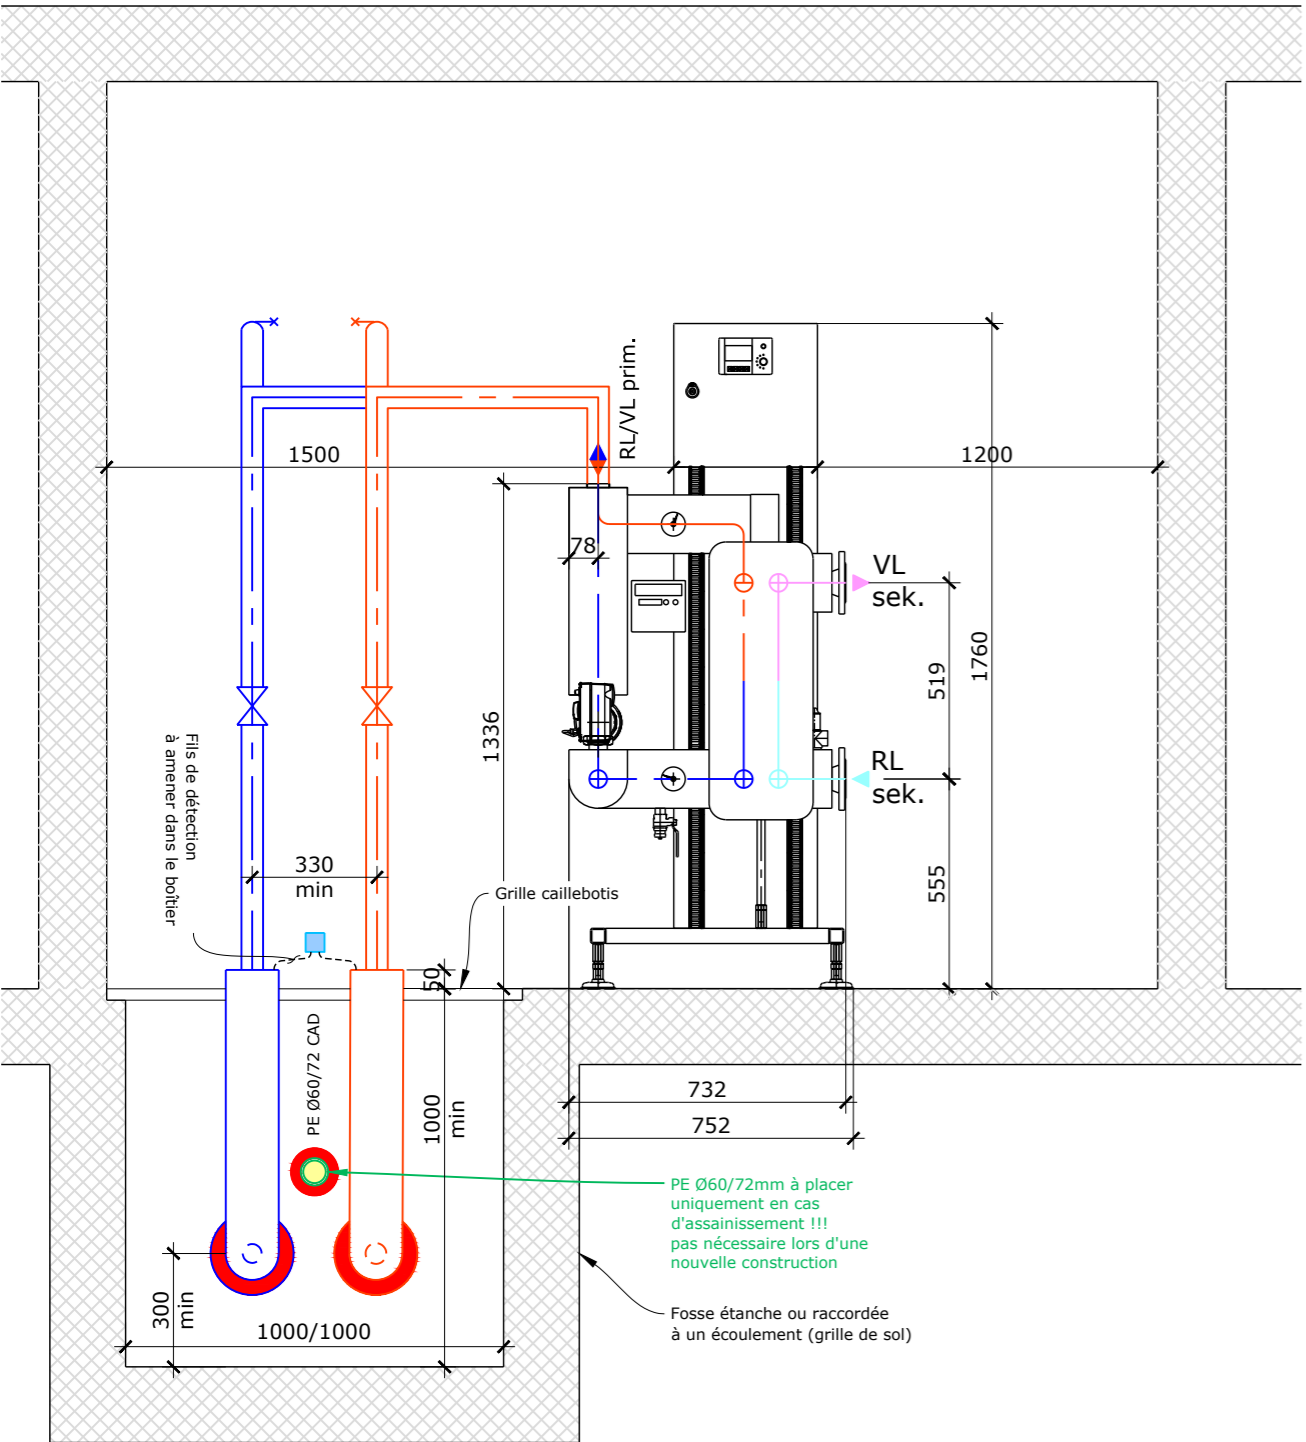 RL/VL prim.
1500
1200
78
VL
sek.
1760
519
1336
RL
sek.
Fils de détection
à amener dans le boîtier
330
min
Grille caillebotis
555
50
PE Ø60/72 CAD
1000
min
732
752
PE Ø60/72mm à placer
uniquement en cas
d'assainissement !!!
pas nécessaire lors d'une
nouvelle construction
300
min
1000/1000
Fosse étanche ou raccordée
à un écoulement (grille de sol)